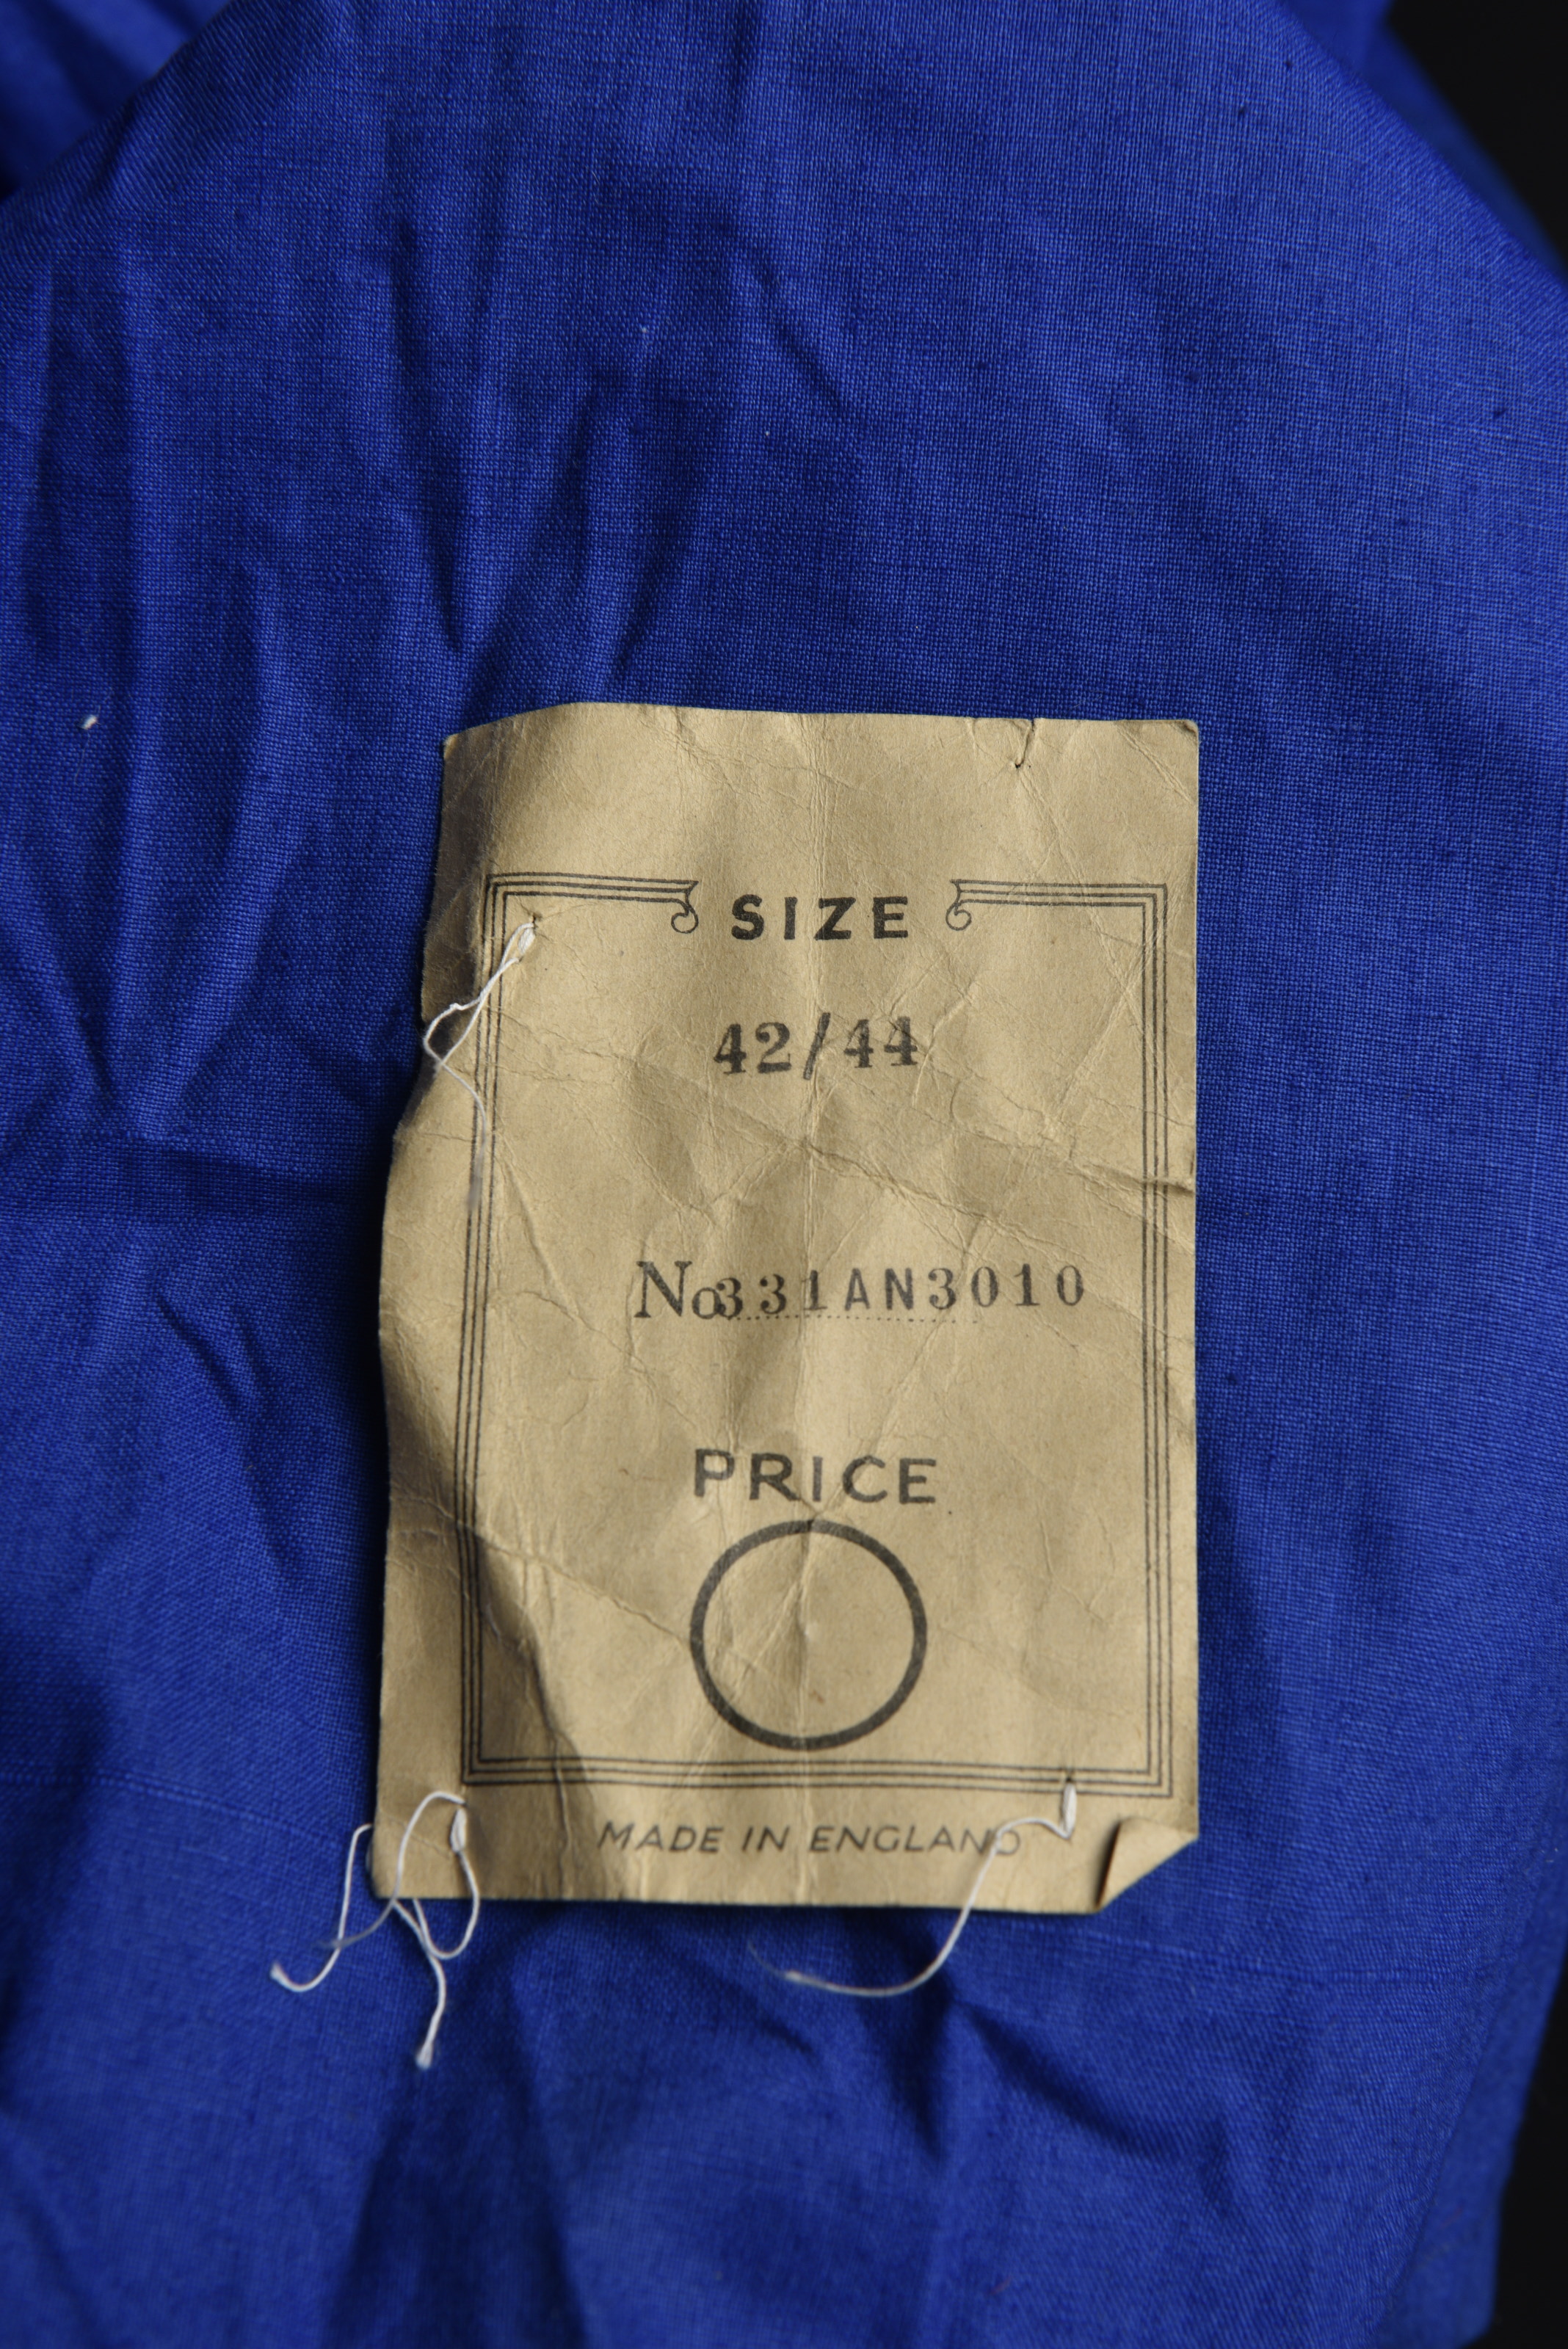 SIZE
42/44
No331AN3010
PRICE
MADE IN ENGLAND